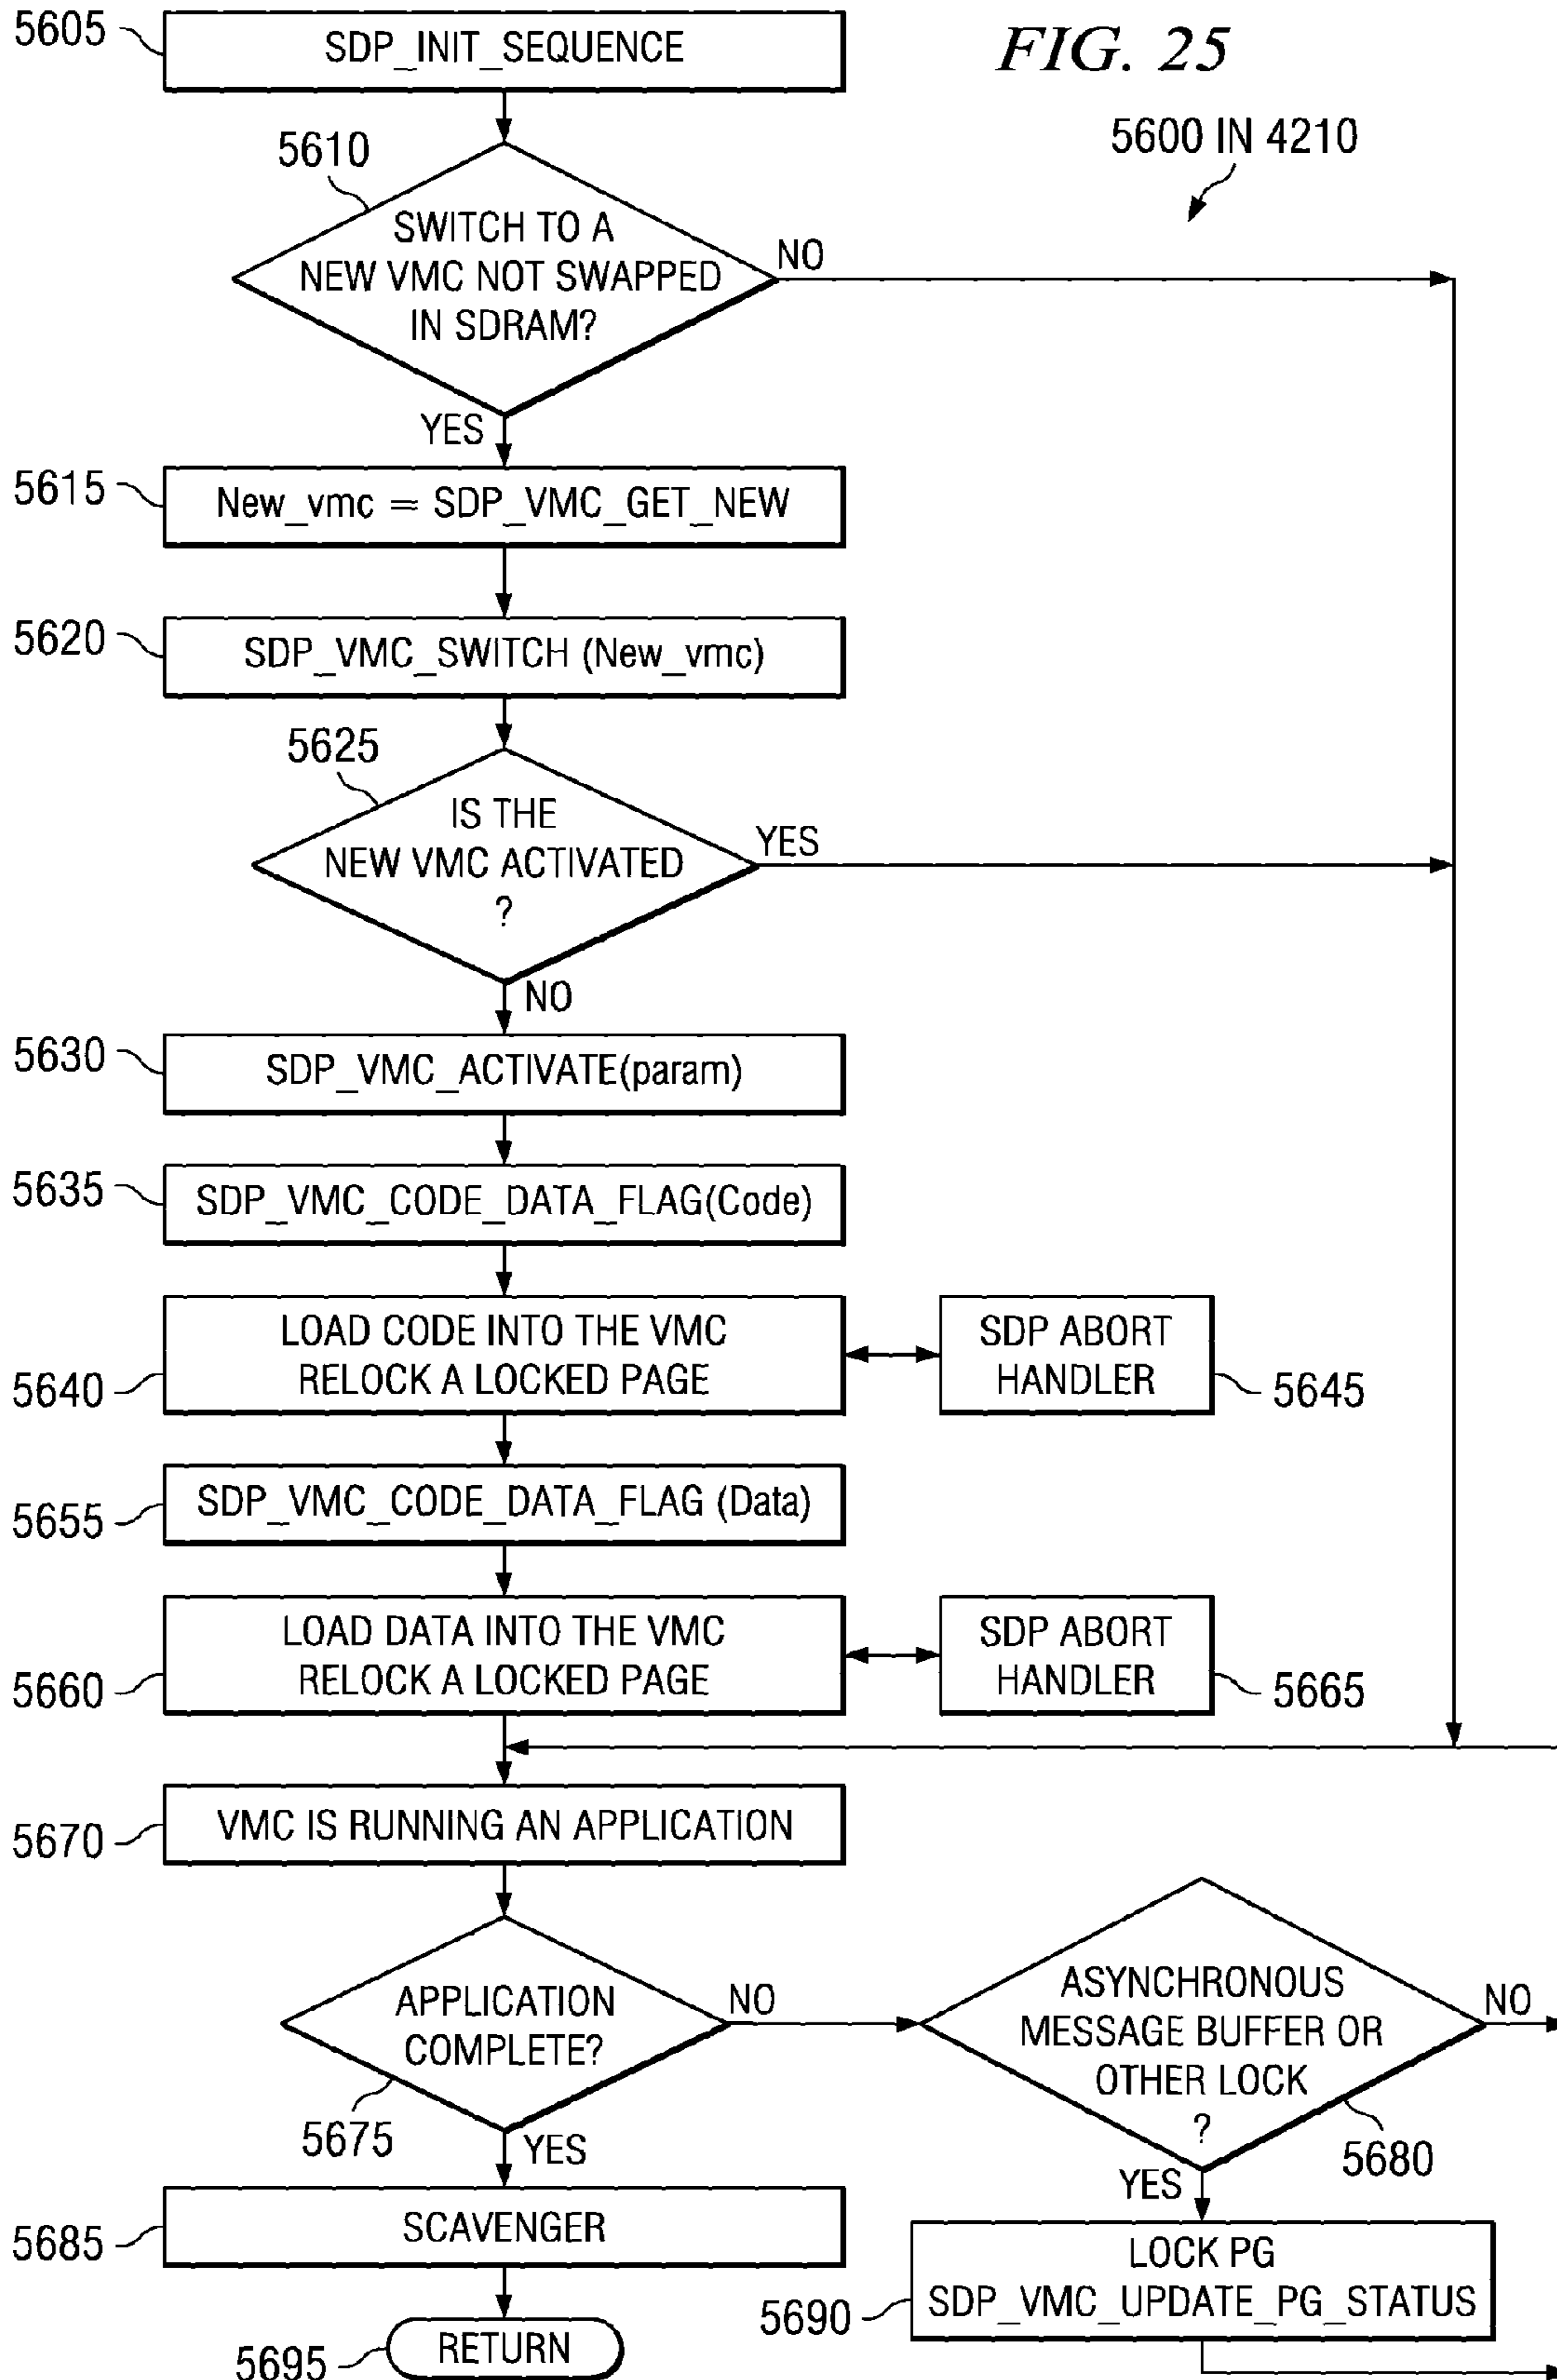 FIG. 25
5600 IN 4210
5605
SDP_INIT_SEQUENCE
5610
SWITCH TO A
NEW VMC NOT SWAPPED
IN SDRAM?
NO
YES
5615
New_vmc = SDP_VMC_GET_NEW
5620
SDP_VMC_SWITCH (New_vmc)
5625
IS THE
NEW VMC ACTIVATED
?
YES
NO
5630
SDP_VMC_ACTIVATE(param)
5635
SDP_VMC_CODE_DATA_FLAG(Code)
5640
LOAD CODE INTO THE VMC
RELOCK A LOCKED PAGE
SDP ABORT
HANDLER
5645
5655
SDP_VMC_CODE_DATA_FLAG (Data)
5660
LOAD DATA INTO THE VMC
RELOCK A LOCKED PAGE
SDP ABORT
HANDLER
5665
5670
VMC IS RUNNING AN APPLICATION
APPLICATION
COMPLETE?
5675
NO
YES
ASYNCHRONOUS
MESSAGE BUFFER OR
OTHER LOCK
?
5680
NO
YES
5685
SCAVENGER
5690
LOCK PG
SDP_VMC_UPDATE_PG_STATUS
5695
RETURN